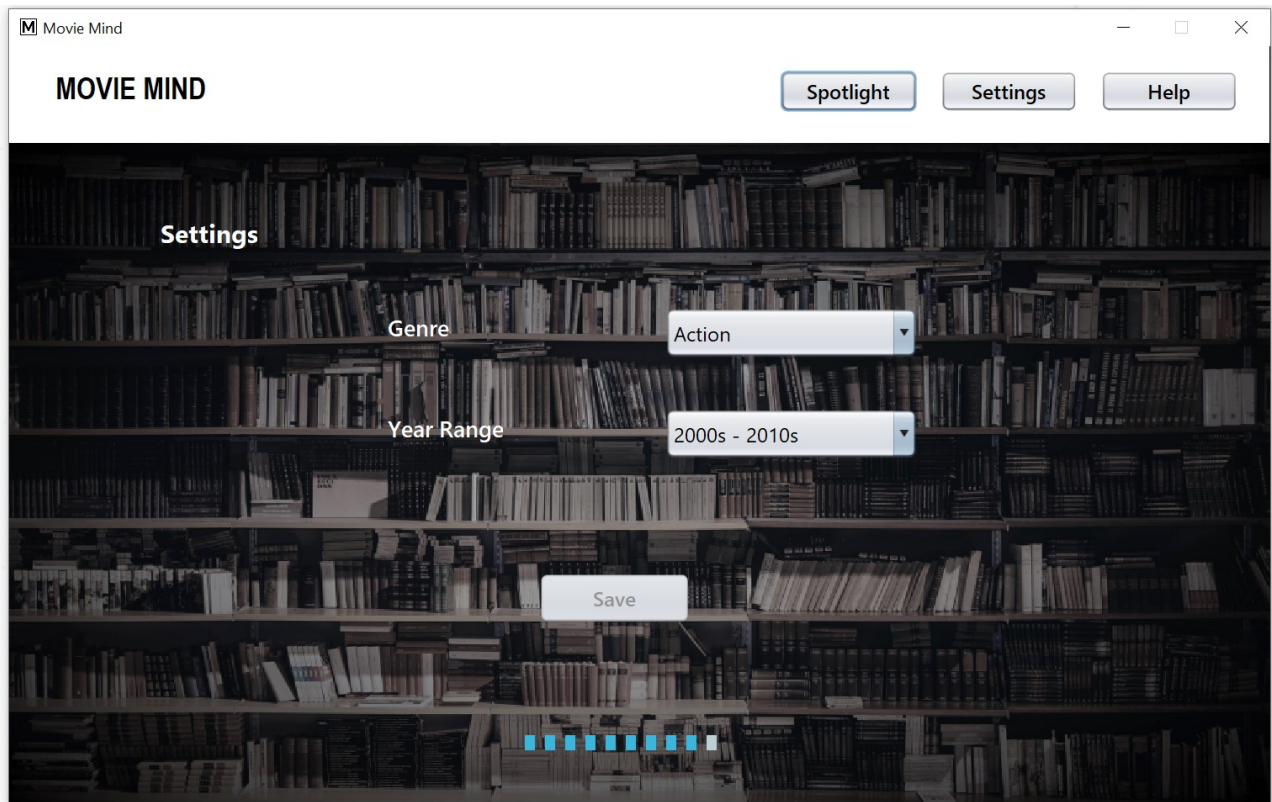 M Movie Mind
MOVIE MIND
Spotlight
Settings
Help
Settings
Genre
Action
Year Range
2000s - 2010s
Save